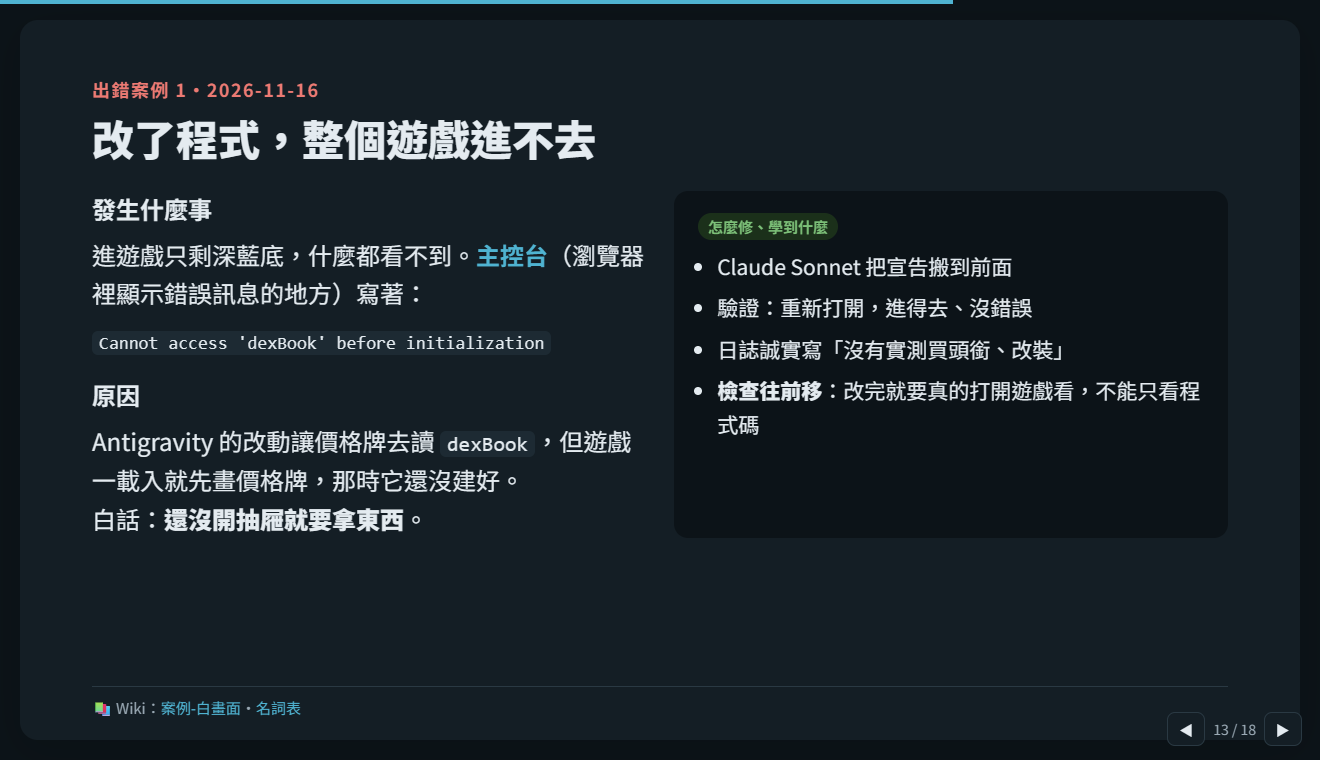 出錯案例 1・2026-11-16
改了程式，整個遊戲進不去
發生什麼事
進遊戲只剩深藍底，什麼都看不到。主控台（瀏覽器
裡顯示錯誤訊息的地方）寫著：
Cannot access 'dexBook' before initialization
原因
Antigravity 的改動讓價格牌去讀 dexBook，但遊戲
一載入就先畫價格牌，那時它還沒建好。
白話：還沒開抽屜就要拿東西。
怎麼修、學到什麼
• Claude Sonnet 把宣告搬到前面
• 驗證：重新打開，進得去、沒錯誤
• 日誌誠實寫「沒有實測買頭銜、改裝」
• 檢查往前移：改完就要真的打開遊戲看，不能只看程
式碼
Wiki：案例-白畫面・名詞表
◀ 13 / 18 ▶